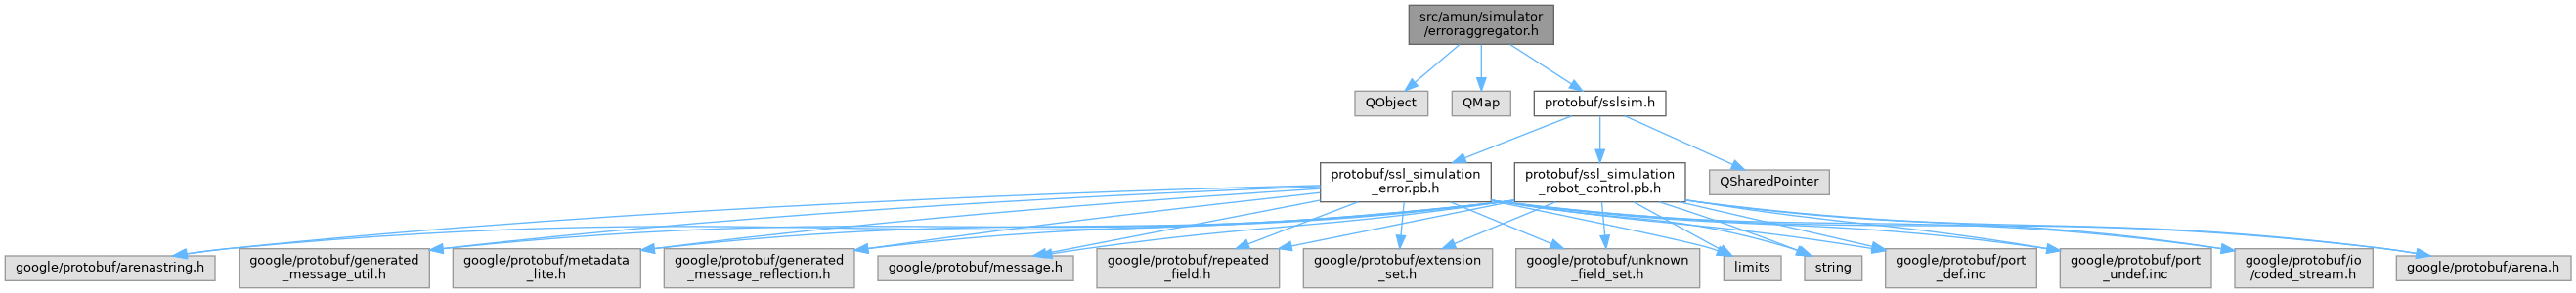 src/amun/simulator
/erroraggregator.h
QObject
QMap
protobuf/sslsim.h
protobuf/ssl_simulation
_error.pb.h
protobuf/ssl_simulation
_robot_control.pb.h
QSharedPointer
google/protobuf/arenastring.h
google/protobuf/generated
_message_util.h
google/protobuf/metadata
_lite.h
google/protobuf/generated
_message_reflection.h
google/protobuf/message.h
google/protobuf/repeated
_field.h
google/protobuf/extension
_set.h
google/protobuf/unknown
_field_set.h
limits
string
google/protobuf/port
_def.inc
google/protobuf/port
_undef.inc
google/protobuf/io
/coded_stream.h
google/protobuf/arena.h